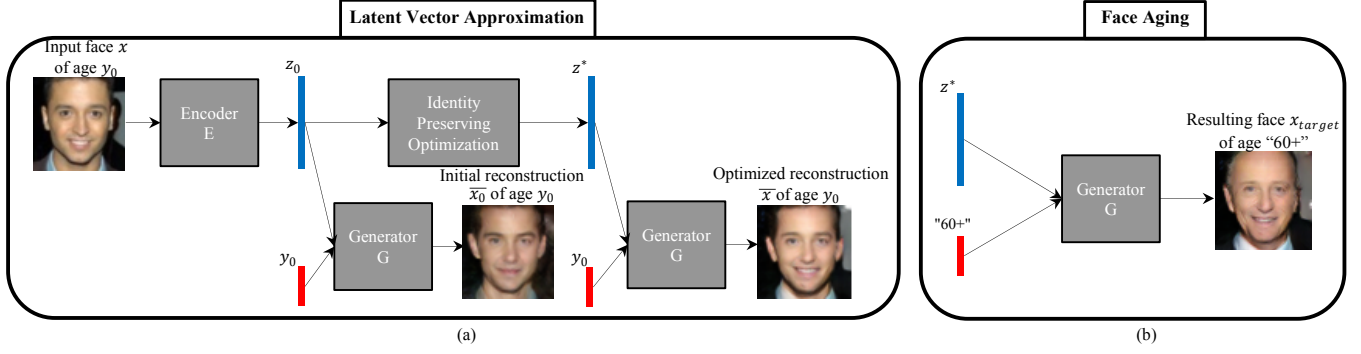 Latent Vector Approximation
Input face x
of age y₀
Encoder
E
z₀
Identity
Preserving
Optimization
z*
Initial reconstruction
x̅₀ of age y₀
Optimized reconstruction
x̅ of age y₀
y₀
Generator
G
y₀
Generator
G
(a)
Face Aging
z*
"60+"
Generator
G
Resulting face x_target
of age “60+”
(b)